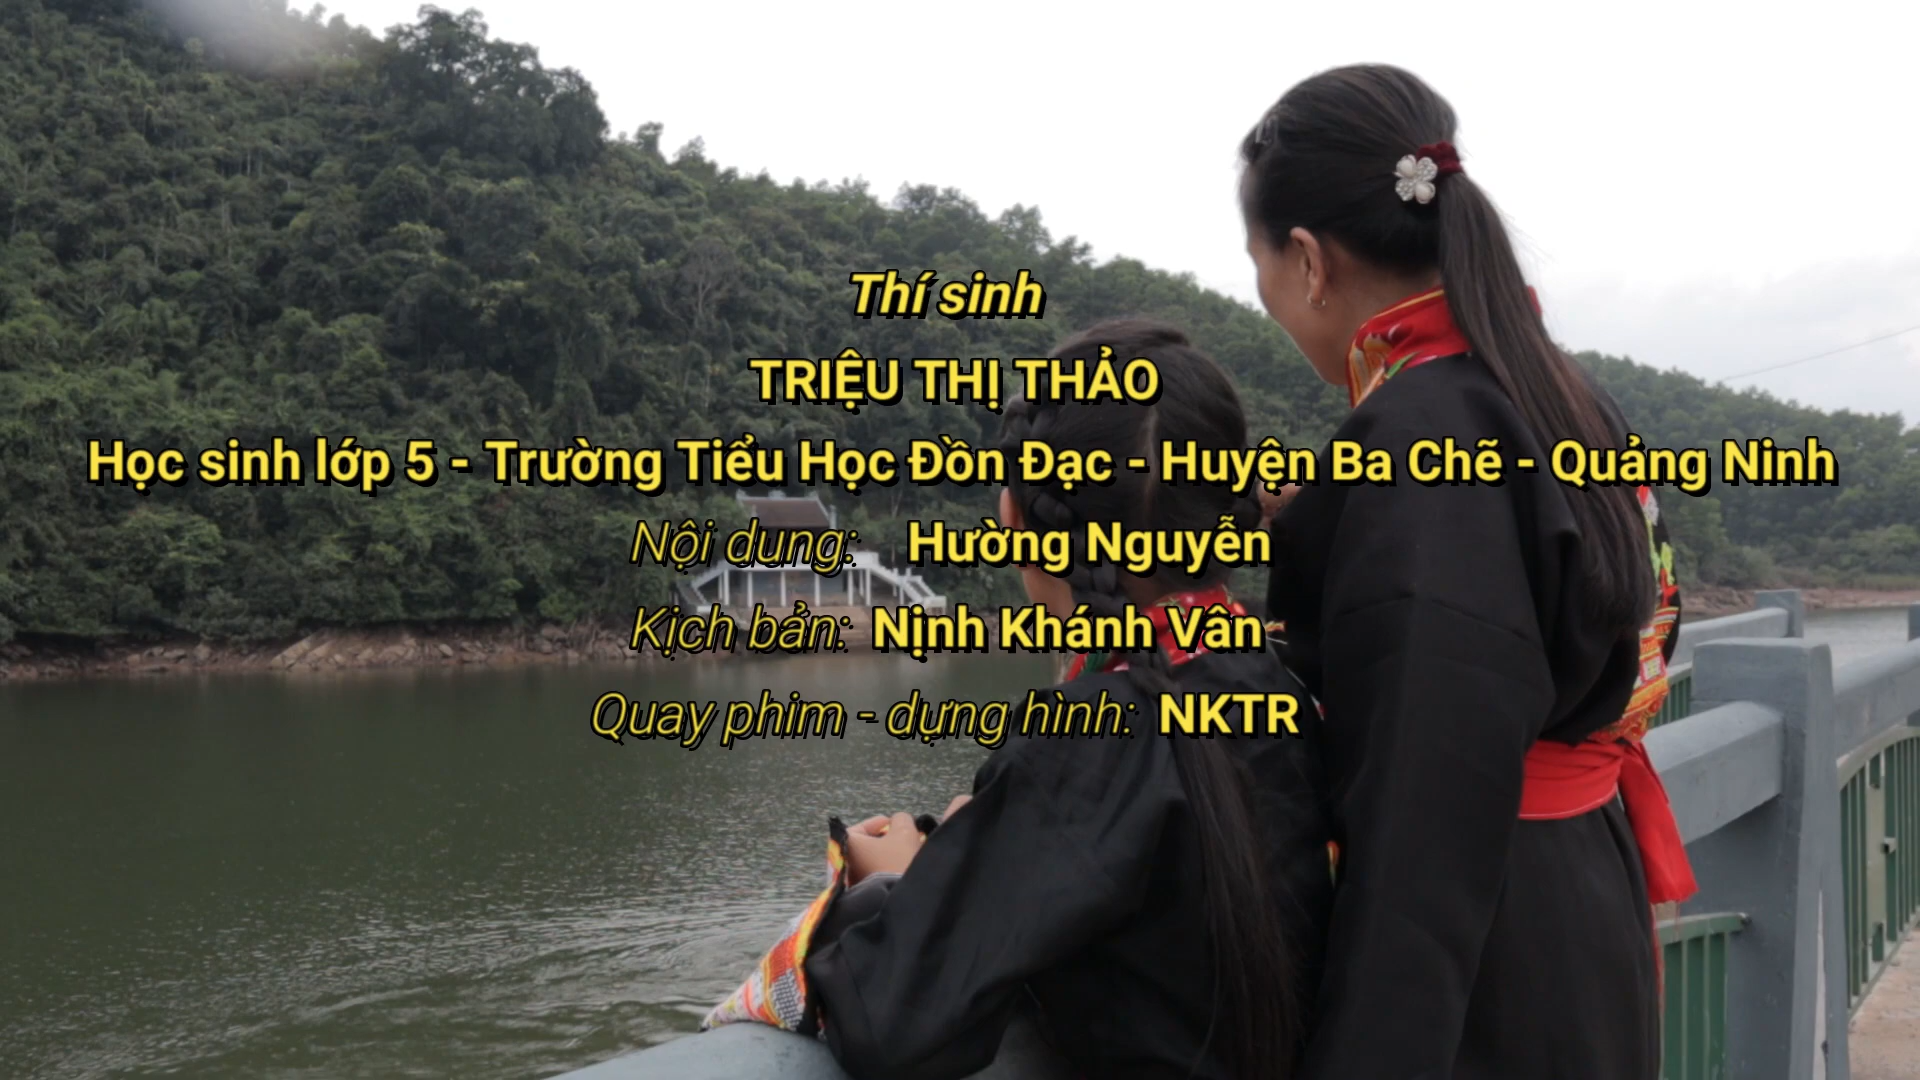 Thí sinh
TRIỆU THỊ THẢO
Học sinh lớp 5 - Trường Tiểu Học Đồn Đạc - Huyện Ba Chẽ - Quảng Ninh
Nội dung: Hường Nguyễn
Kịch bản: Nịnh Khánh Vân
Quay phim - dựng hình: NKTR